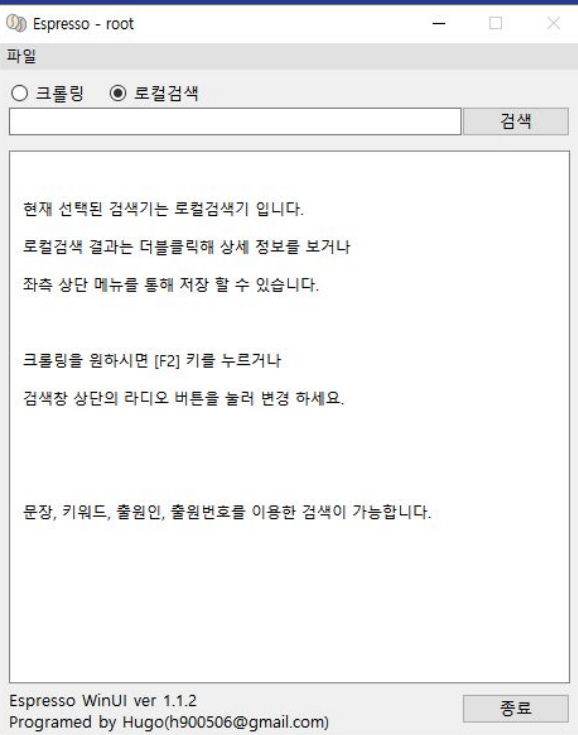 Espresso - root
파일
크롤링 로컬검색
검색
현재 선택된 검색기는 로컬검색기 입니다.
로컬검색 결과는 더블클릭해 상세 정보를 보거나
좌측 상단 메뉴를 통해 저장 할 수 있습니다.
크롤링을 원하시면 [F2] 키를 누르거나
검색창 상단의 라디오 버튼을 눌러 변경 하세요.
문장, 키워드, 출원인, 출원번호를 이용한 검색이 가능합니다.
Espresso WinUI ver 1.1.2
Programed by Hugo(h900506@gmail.com)
종료